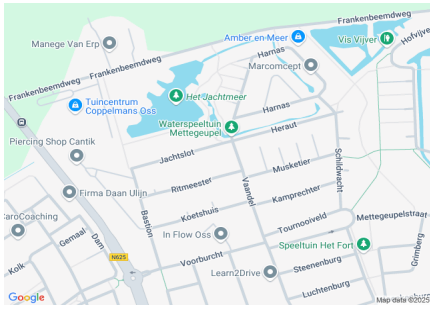 Frankenbeemdweg
Amber en Meer
Vis Vijver
Hofvijver
Manege Van Erp
Harnas
Marcomcept
Frankenbeemdweg
Frankenbeemdweg
Het Jachtmeer
Tuincentrum
Coppelmans Oss
Harnas
Waterspeeltuin
Mettegeupel
Heraut
Piercing Shop Cantik
Jachtslot
Schildwacht
Musketier
Ritmeester
Firma Daan Ulijn
Kamprechter
Vaandel
Koetshuis
Bastion
CaroCoaching
Gemaal
Dam
In Flow Oss
Tournooiveld
Mettegeupelstraat
Speeltuin Het Fort
Grimberg
Kolk
N625
Voorburcht
Learn2Drive
Steenenburg
Luchtenburg
Google
Map data ©2025